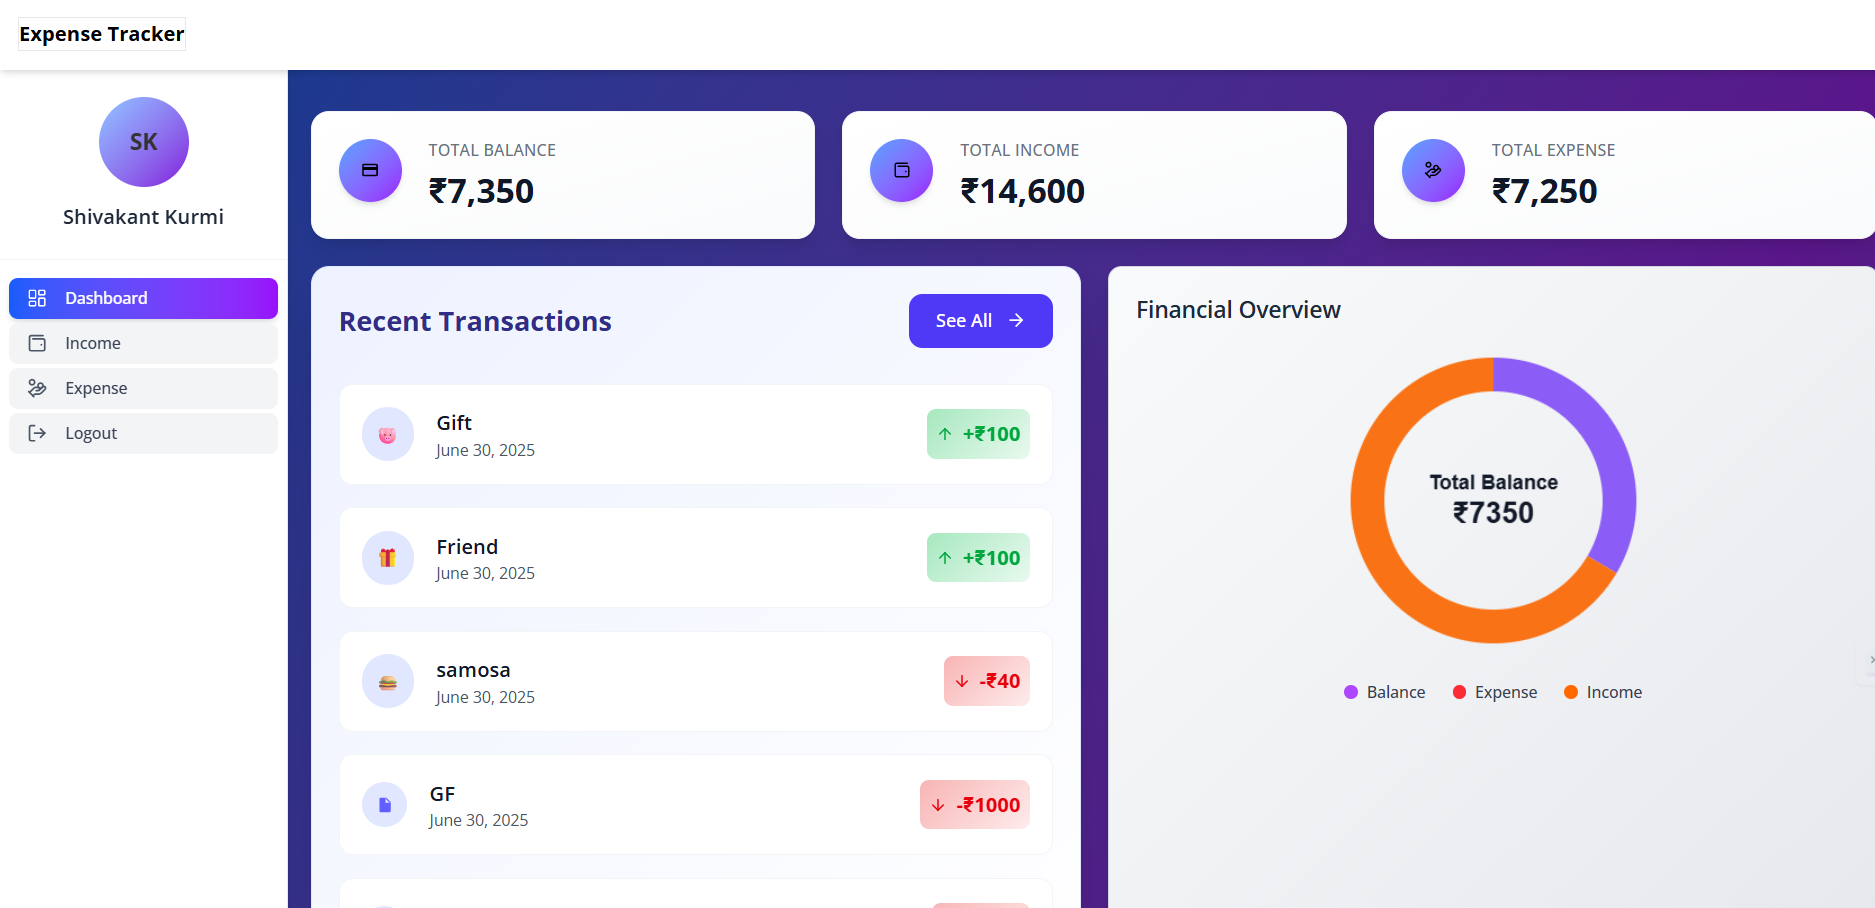 Expense Tracker
SK
Shivakant Kurmi
Dashboard
Income
Expense
Logout
TOTAL BALANCE
₹7,350
TOTAL INCOME
₹14,600
TOTAL EXPENSE
₹7,250
Recent Transactions
See All
Gift
June 30, 2025
+₹100
Friend
June 30, 2025
+₹100
samosa
June 30, 2025
-₹40
GF
June 30, 2025
-₹1000
Financial Overview
Total Balance
₹7350
Balance
Expense
Income